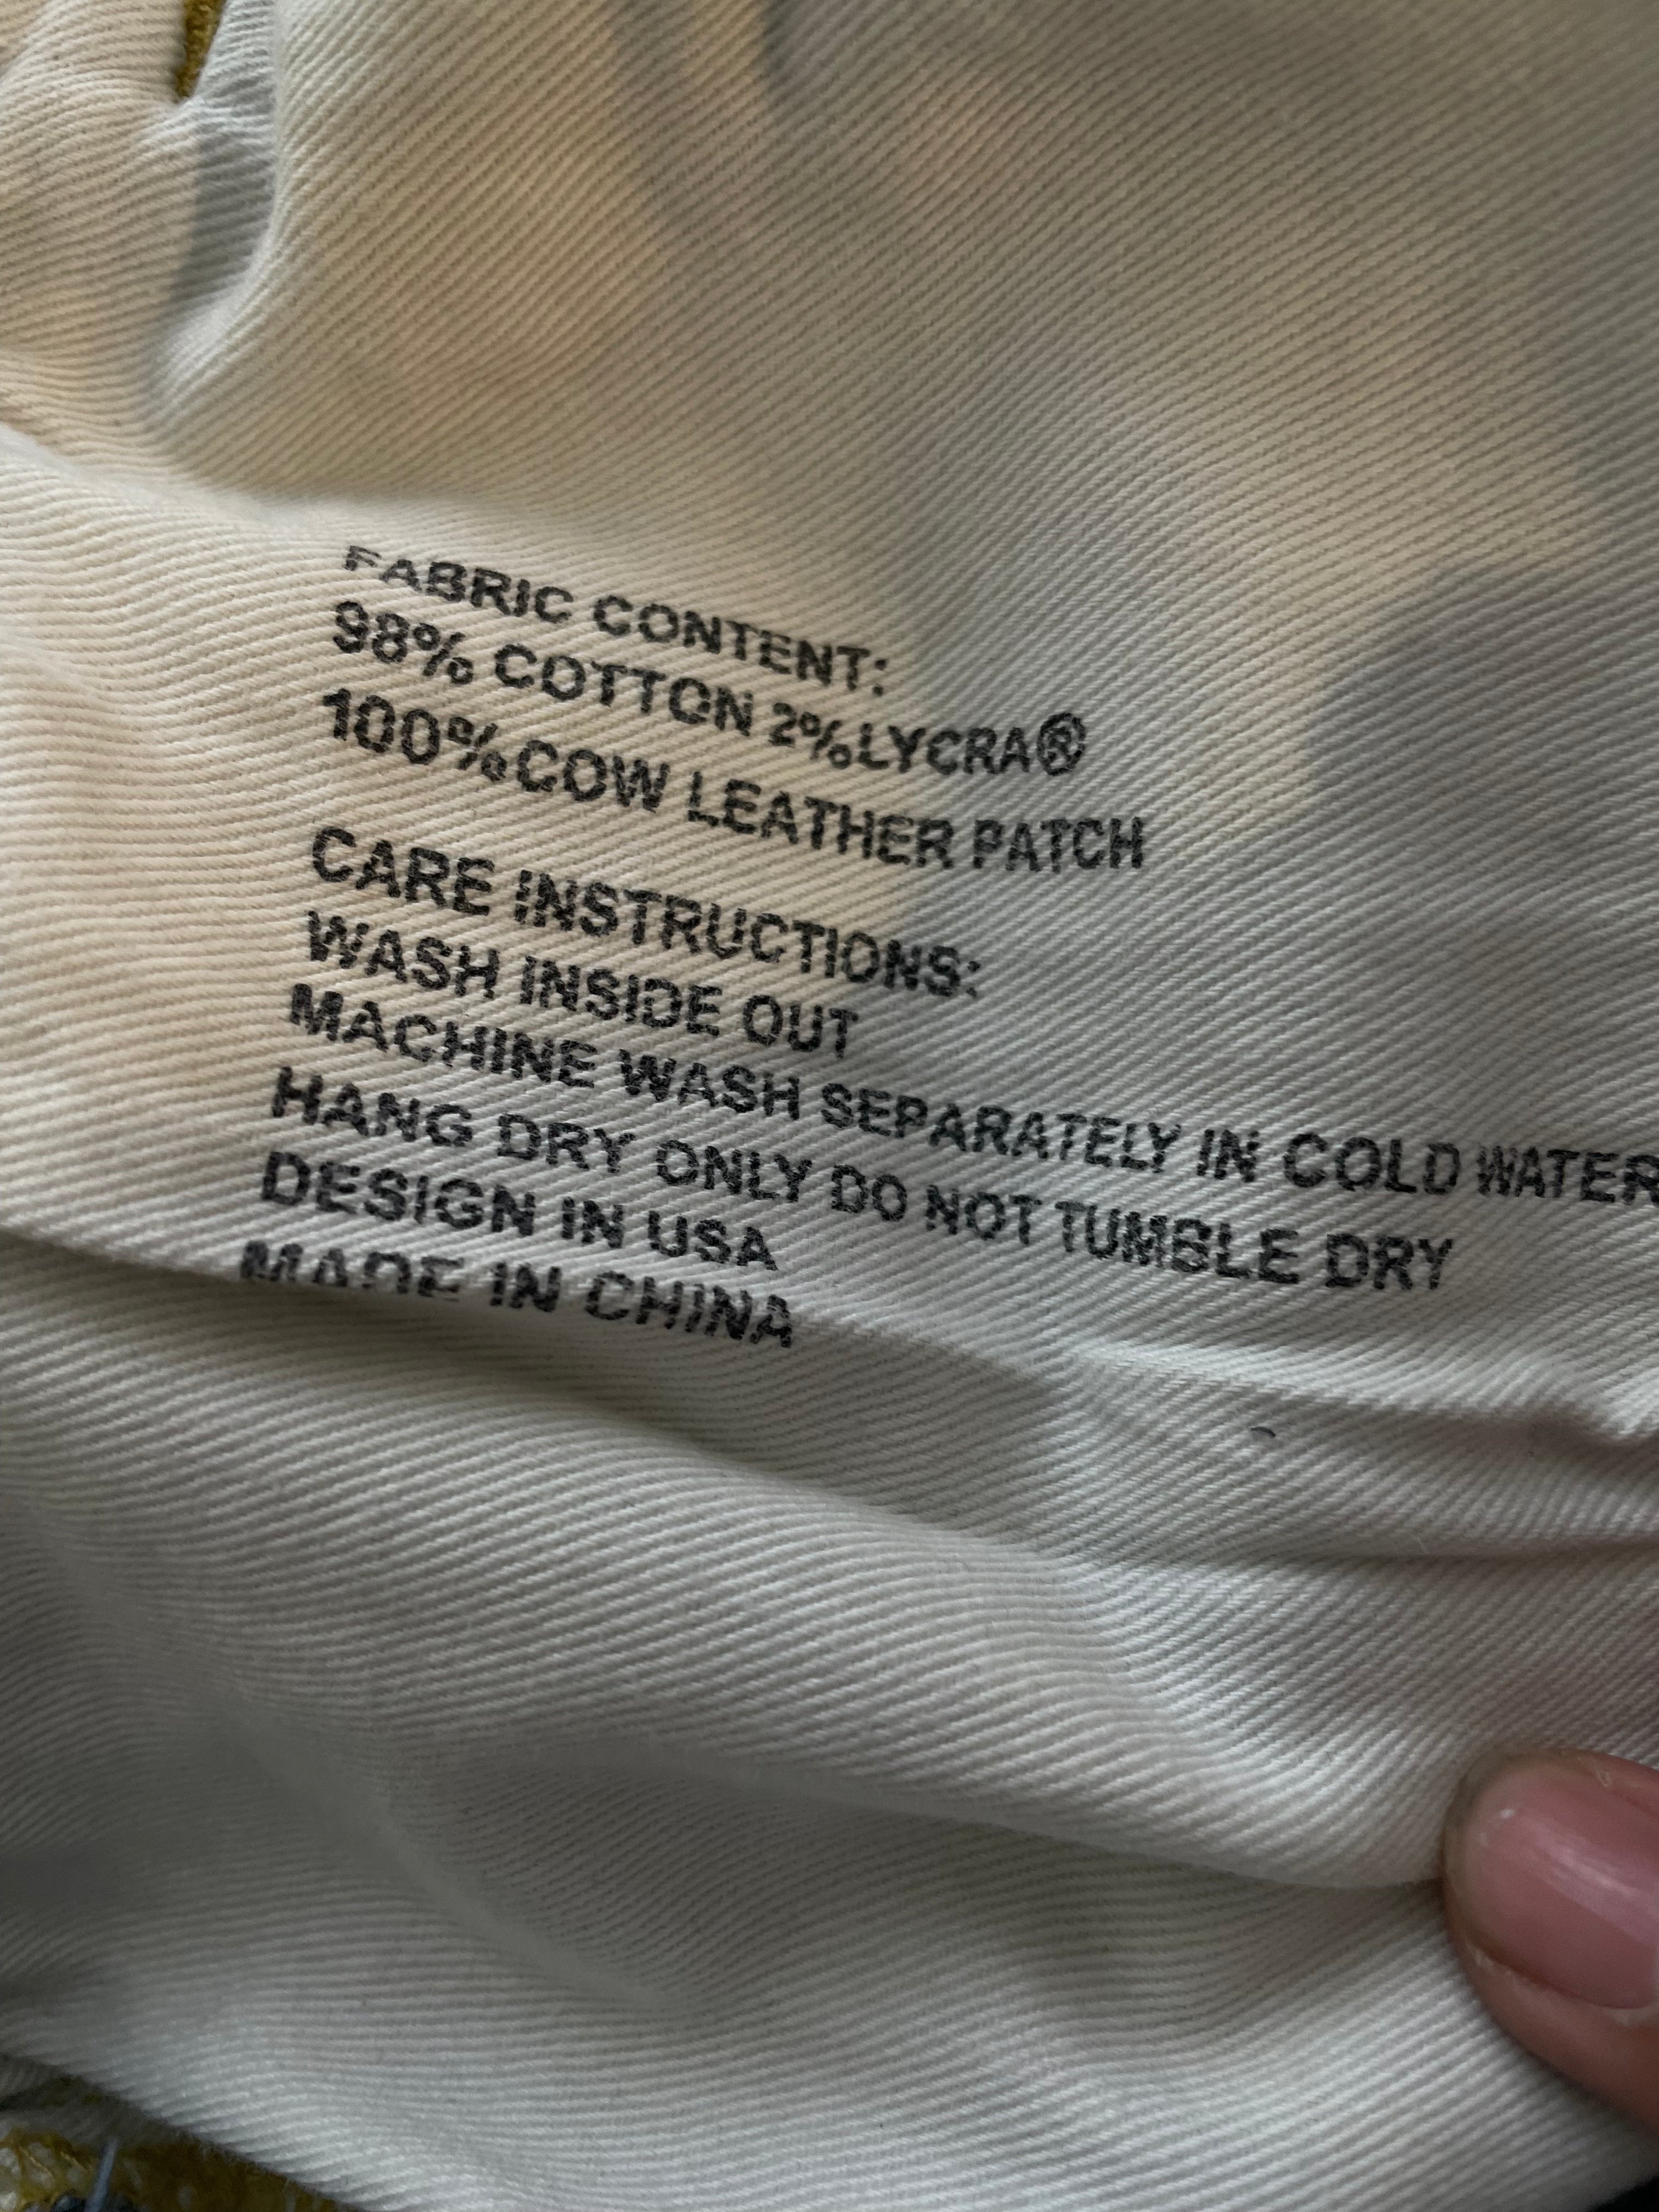 FABRIC CONTENT:
98% COTTON 2%LYCRA®
100%COW LEATHER PATCH
CARE INSTRUCTIONS:
WASH INSIDE OUT
MACHINE WASH SEPARATELY IN COLD WATER
HANG DRY ONLY DO NOT TUMBLE DRY
DESIGN IN USA
MADE IN CHINA